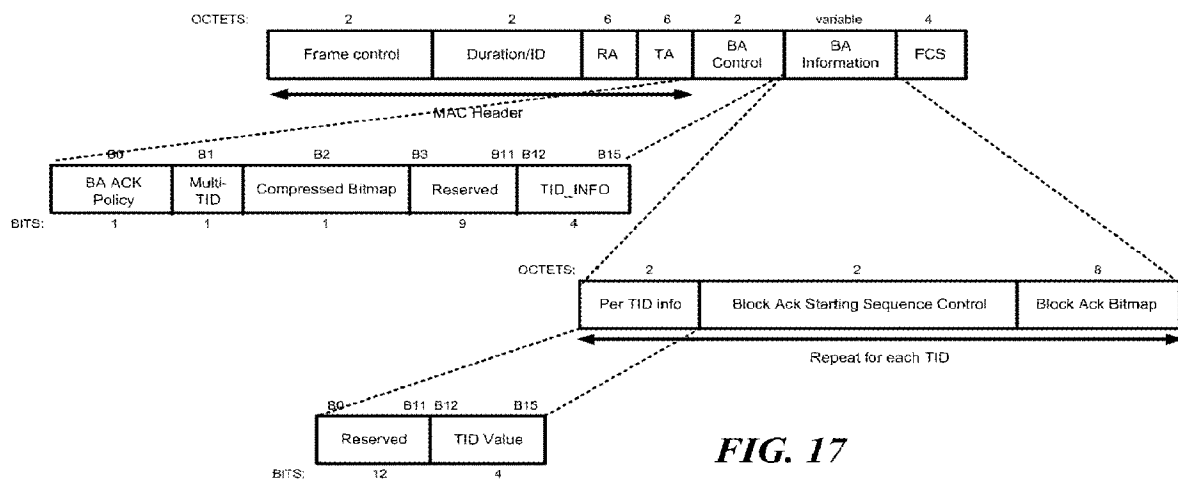 OCTETS: 2 2 6 6 2 variable 4
Frame control Duration/ID RA TA BA Control BA Information FCS
MAC Header
B0 B1 B2 B3 B11 B12 B15
BA ACK Policy Multi-TID Compressed Bitmap Reserved TID_INFO
BITS: 1 1 1 9 4
OCTETS: 2 2 8
Per TID info Block Ack Starting Sequence Control Block Ack Bitmap
Repeat for each TID
B0 B11 B12 B15
Reserved TID Value
BITS: 12 4
FIG. 17